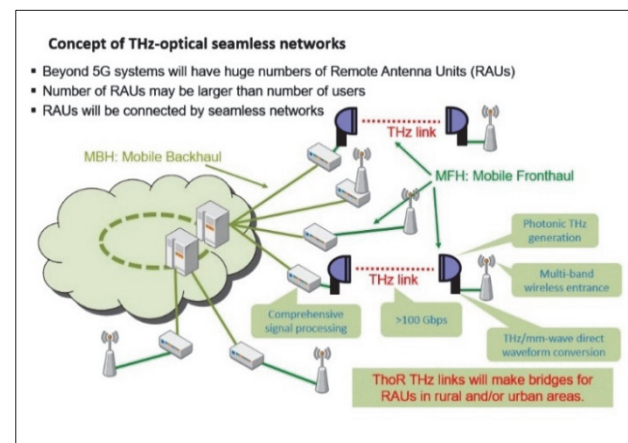 Concept of THz-optical seamless networks
▪ Beyond 5G systems will have huge numbers of Remote Antenna Units (RAUs)
▪ Number of RAUs may be larger than number of users
▪ RAUs will be connected by seamless networks
THz link
MBH: Mobile Backhaul
MFH: Mobile Fronthaul
Photonic THz
generation
THz link
Multi-band
wireless entrance
Comprehensive
signal processing
>100 Gbps
THz/mm-wave direct
waveform conversion
ThoR THz links will make bridges for
RAUs in rural and/or urban areas.